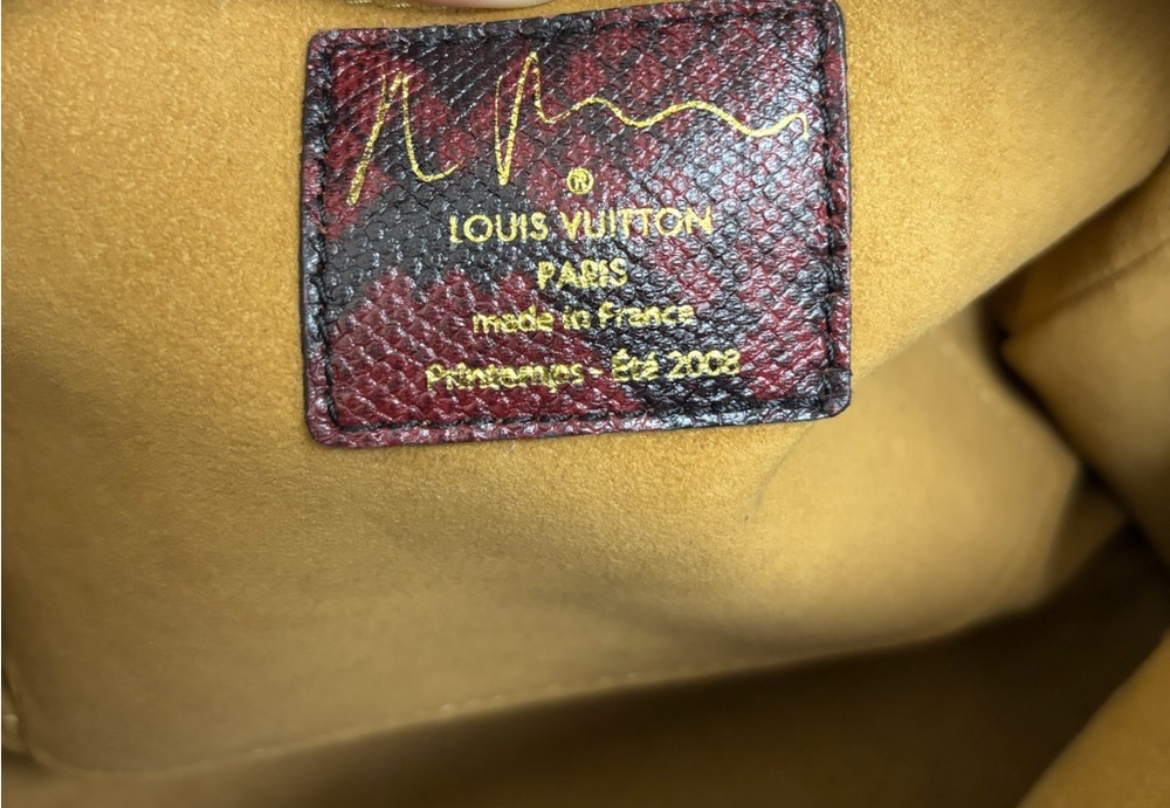 ®
LOUIS VUITTON
PARIS
made in France
Printemps - Été 2008